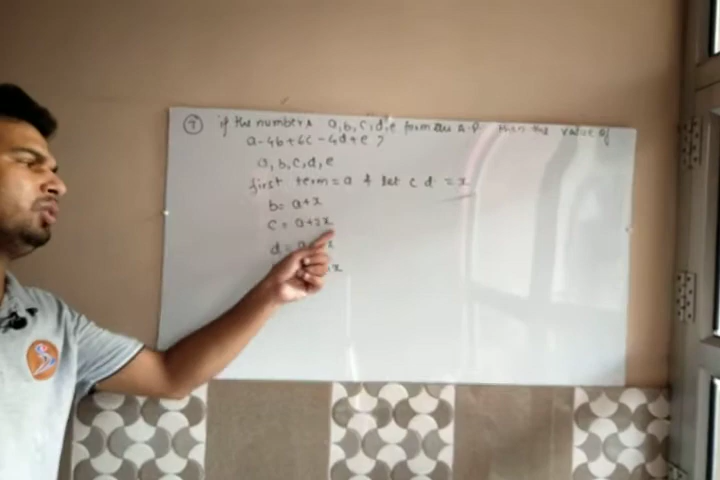 7 if the numbers a,b,c,d,e form an A.P. then the value of
a-4b+6c-4d+e ?
a,b,c,d,e
first term = a & let c d = x
b = a+x
c = a+2x
d = a x
x